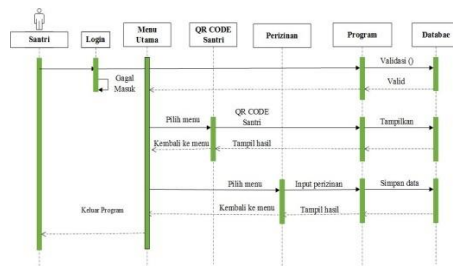 Santri
Login
Menu
Utama
QR CODE
Santri
Perizinan
Program
Databae
Validasi ()
Gagal
Masuk
Valid
Pilih menu
QR CODE
Santri
Tampilkan
Kembali ke menu
Tampil hasil
Pilih menu
Input perizinan
Simpan data
Keluar Program
Kembali ke menu
Tampil hasil